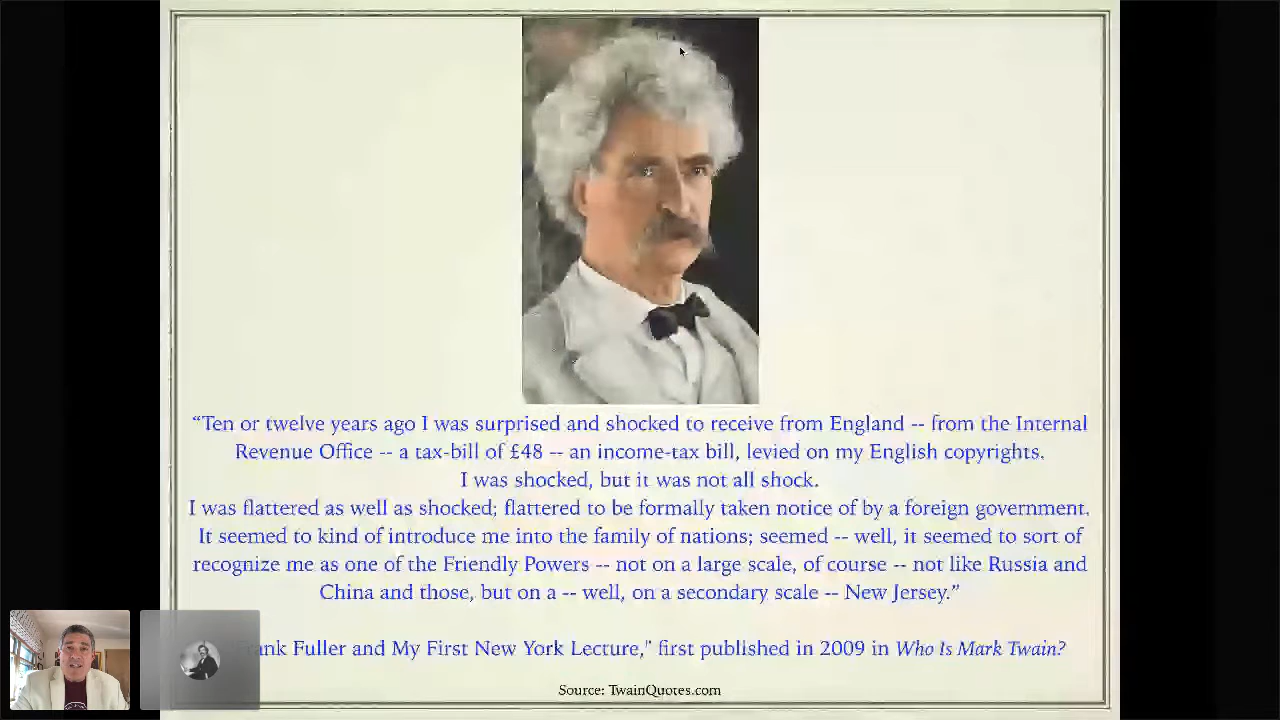 “Ten or twelve years ago I was surprised and shocked to receive from England -- from the Internal
Revenue Office -- a tax-bill of £48 -- an income-tax bill, levied on my English copyrights.
I was shocked, but it was not all shock.
I was flattered as well as shocked; flattered to be formally taken notice of by a foreign government.
It seemed to kind of introduce me into the family of nations; seemed -- well, it seemed to sort of
recognize me as one of the Friendly Powers -- not on a large scale, of course -- not like Russia and
China and those, but on a -- well, on a secondary scale -- New Jersey.”
ank Fuller and My First New York Lecture," first published in 2009 in Who Is Mark Twain?
Source: TwainQuotes.com